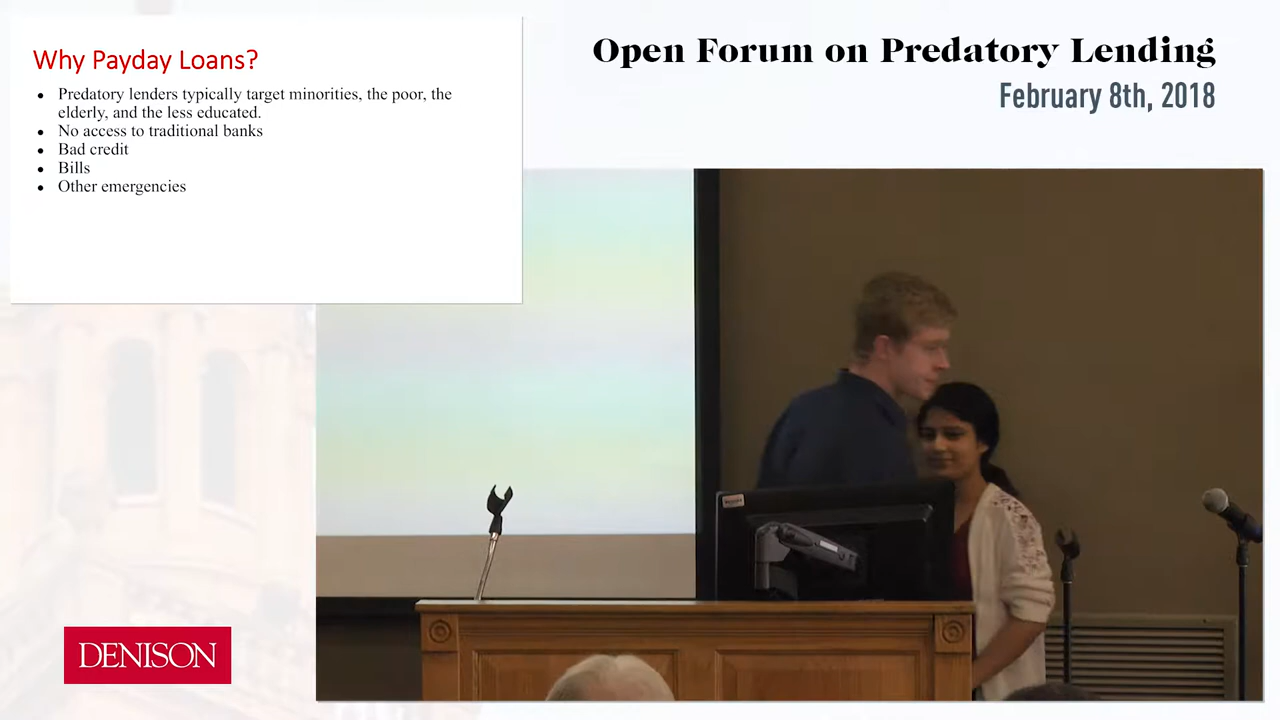 Why Payday Loans?
● Predatory lenders typically target minorities, the poor, the
elderly, and the less educated.
● No access to traditional banks
● Bad credit
● Bills
● Other emergencies
Open Forum on Predatory Lending
February 8th, 2018
DENISON